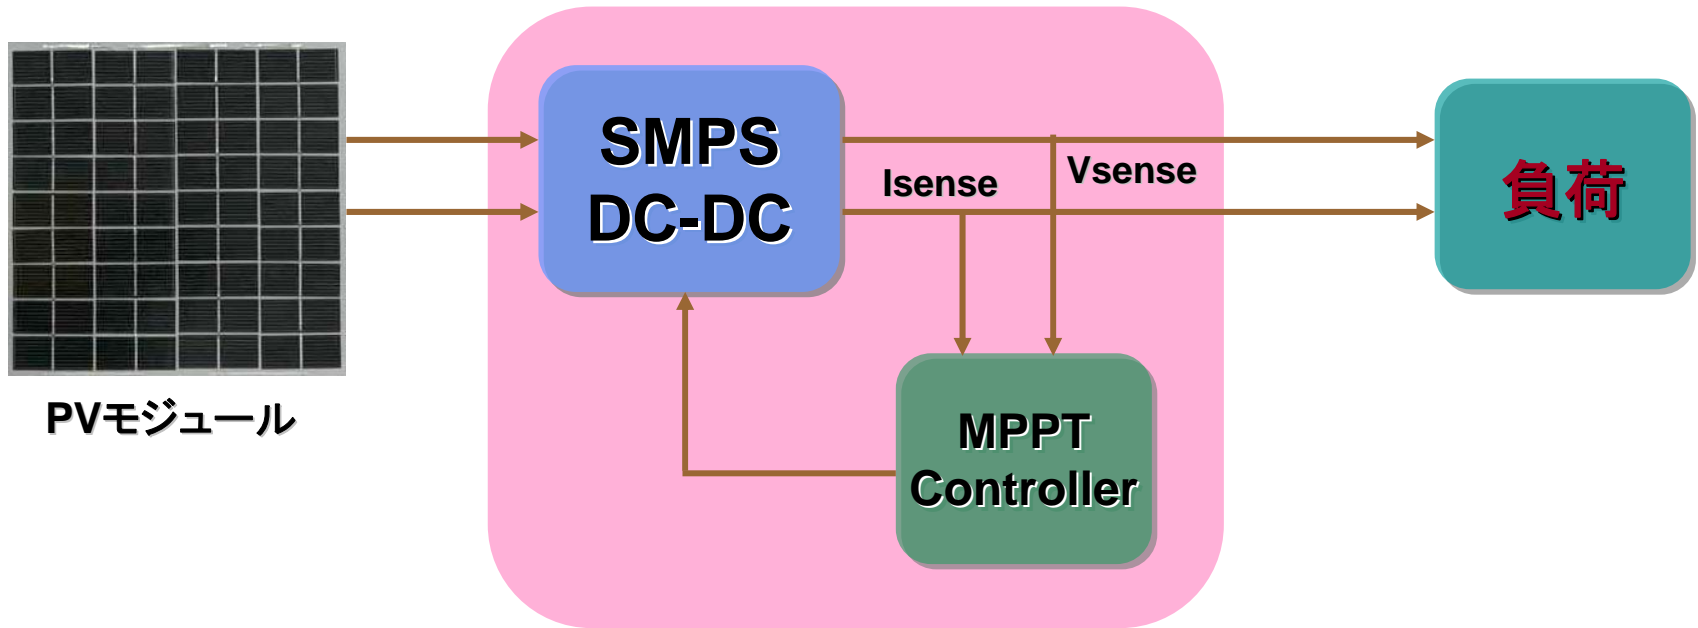 SMPS
DC-DC
Isense
Vsense
負荷
PVモジュール
MPPT
Controller